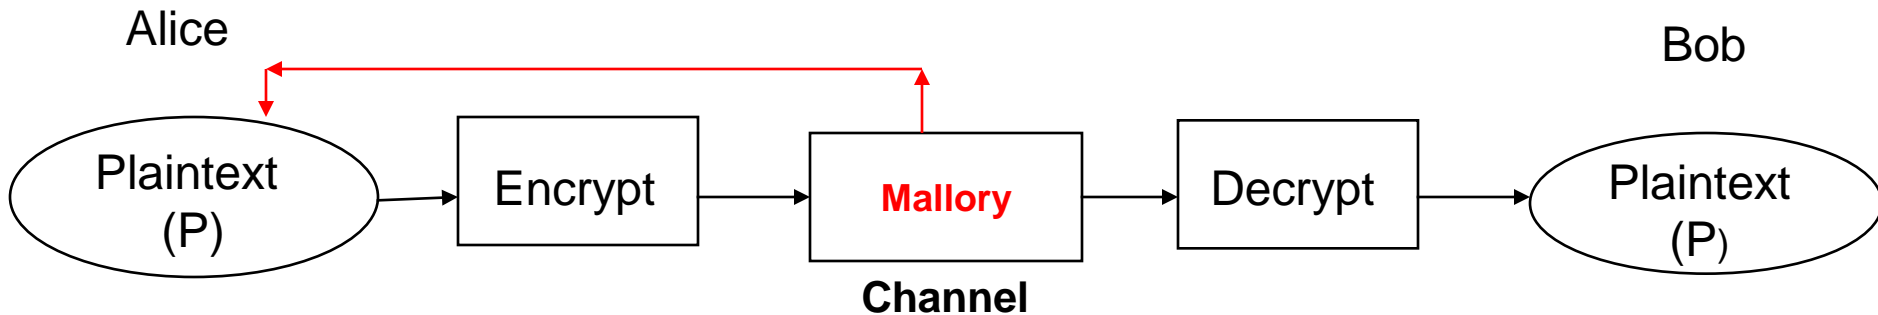 Alice
Bob
Plaintext
(P)
Encrypt
Mallory
Decrypt
Plaintext
(P)
Channel